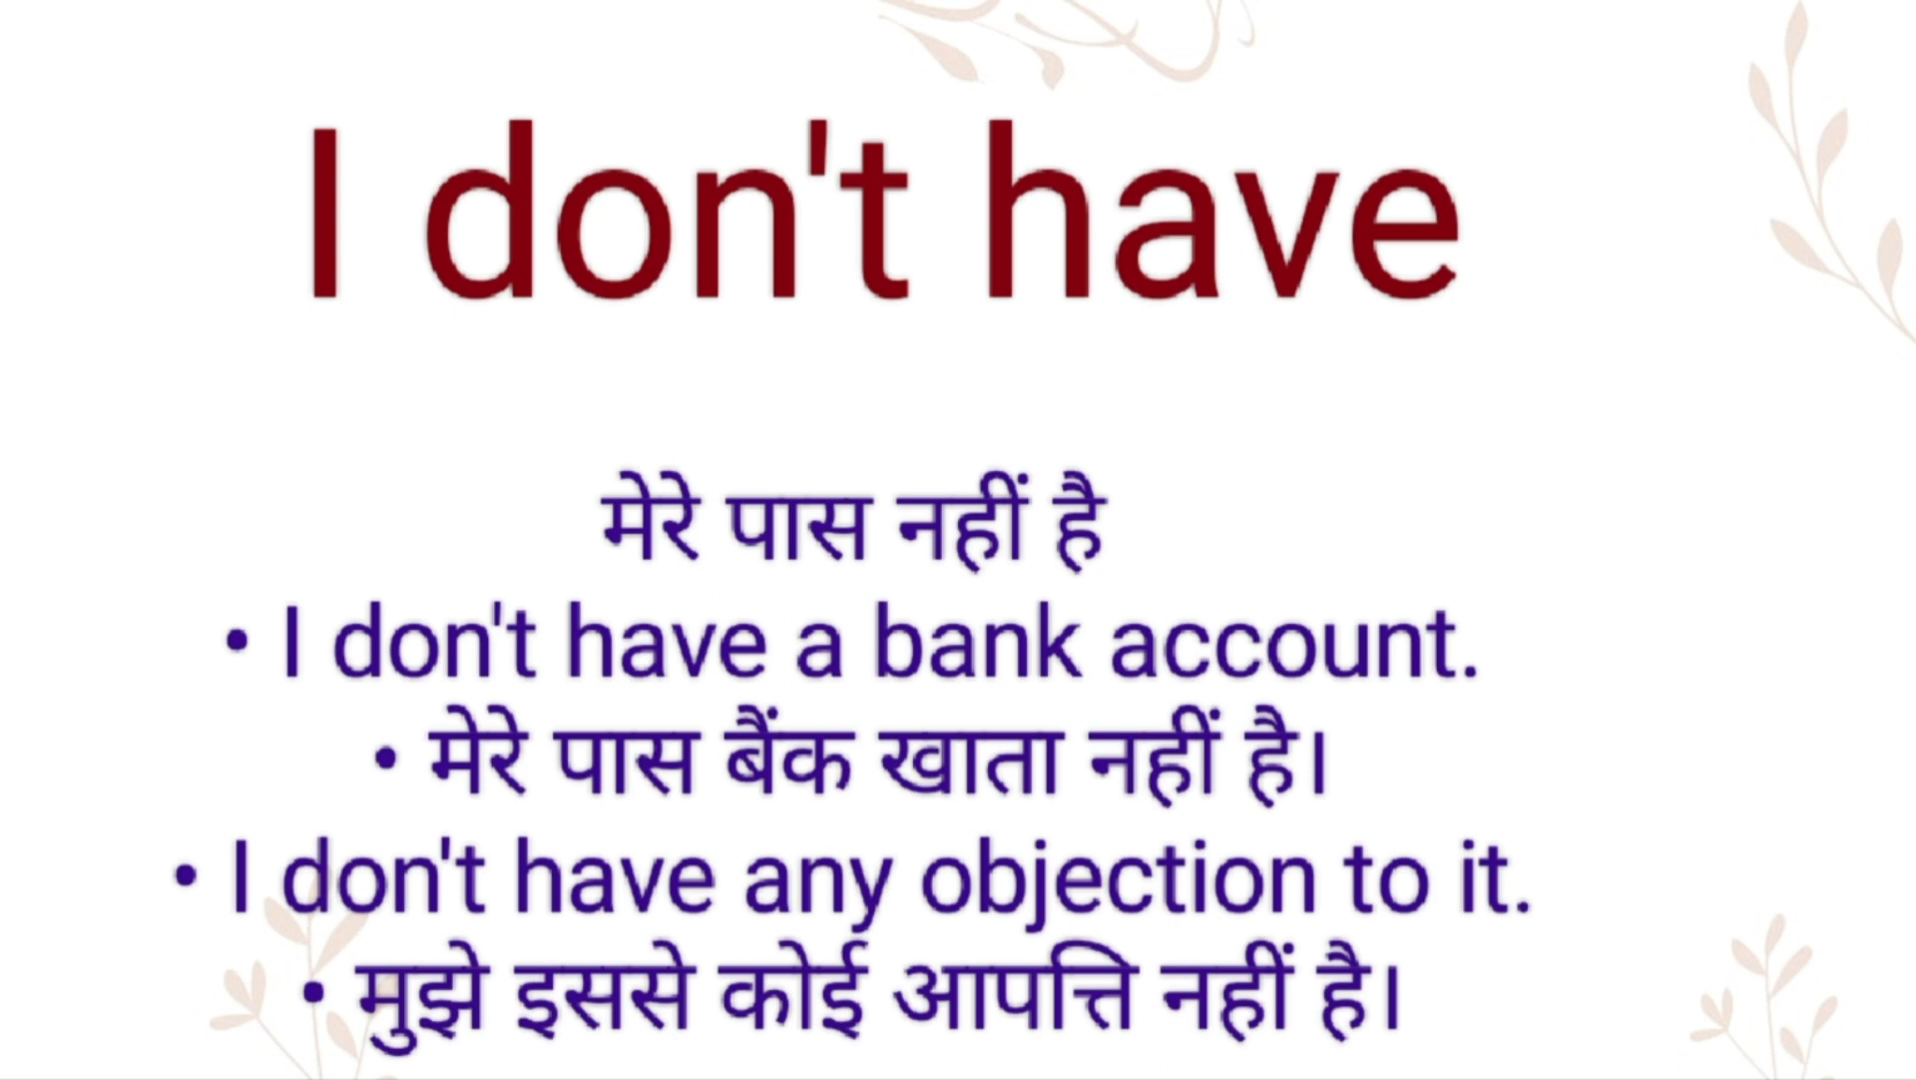 I don't have
मेरे पास नहीं है
• I don't have a bank account.
• मेरे पास बैंक खाता नहीं है।
• I don't have any objection to it.
• मुझे इससे कोई आपत्ति नहीं है।